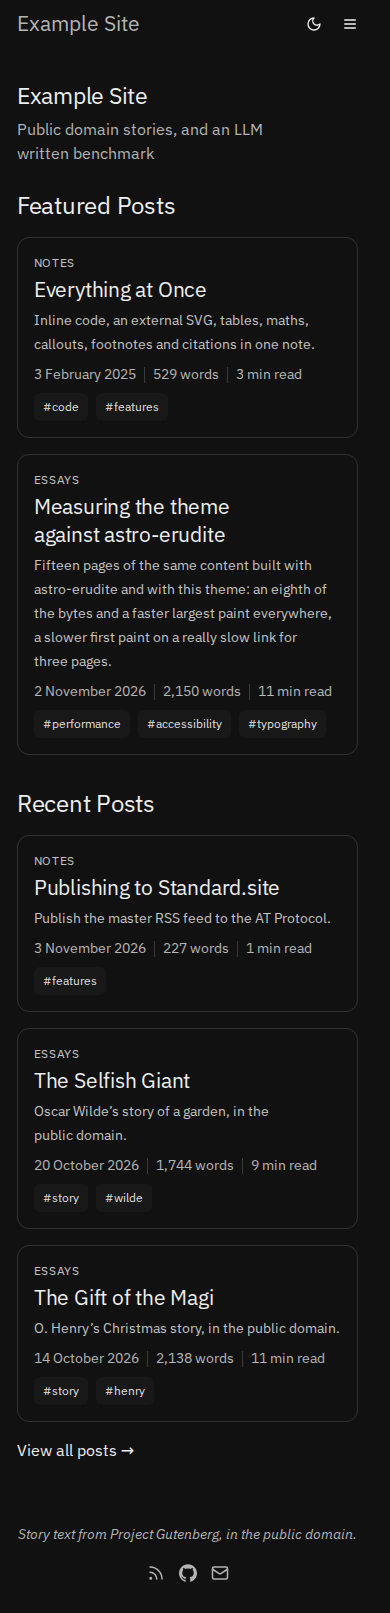 Example Site
Example Site
Public domain stories, and an LLM
written benchmark
Featured Posts
NOTES
Everything at Once
Inline code, an external SVG, tables, maths,
callouts, footnotes and citations in one note.
3 February 2025 | 529 words | 3 min read
#code #features
ESSAYS
Measuring the theme
against astro-erudite
Fifteen pages of the same content built with
astro-erudite and with this theme: an eighth of
the bytes and a faster largest paint everywhere,
a slower first paint on a really slow link for
three pages.
2 November 2026 | 2,150 words | 11 min read
#performance #accessibility #typography
Recent Posts
NOTES
Publishing to Standard.site
Publish the master RSS feed to the AT Protocol.
3 November 2026 | 227 words | 1 min read
#features
ESSAYS
The Selfish Giant
Oscar Wilde’s story of a garden, in the
public domain.
20 October 2026 | 1,744 words | 9 min read
#story #wilde
ESSAYS
The Gift of the Magi
O. Henry’s Christmas story, in the public domain.
14 October 2026 | 2,138 words | 11 min read
#story #henry
View all posts →
Story text from Project Gutenberg, in the public domain.